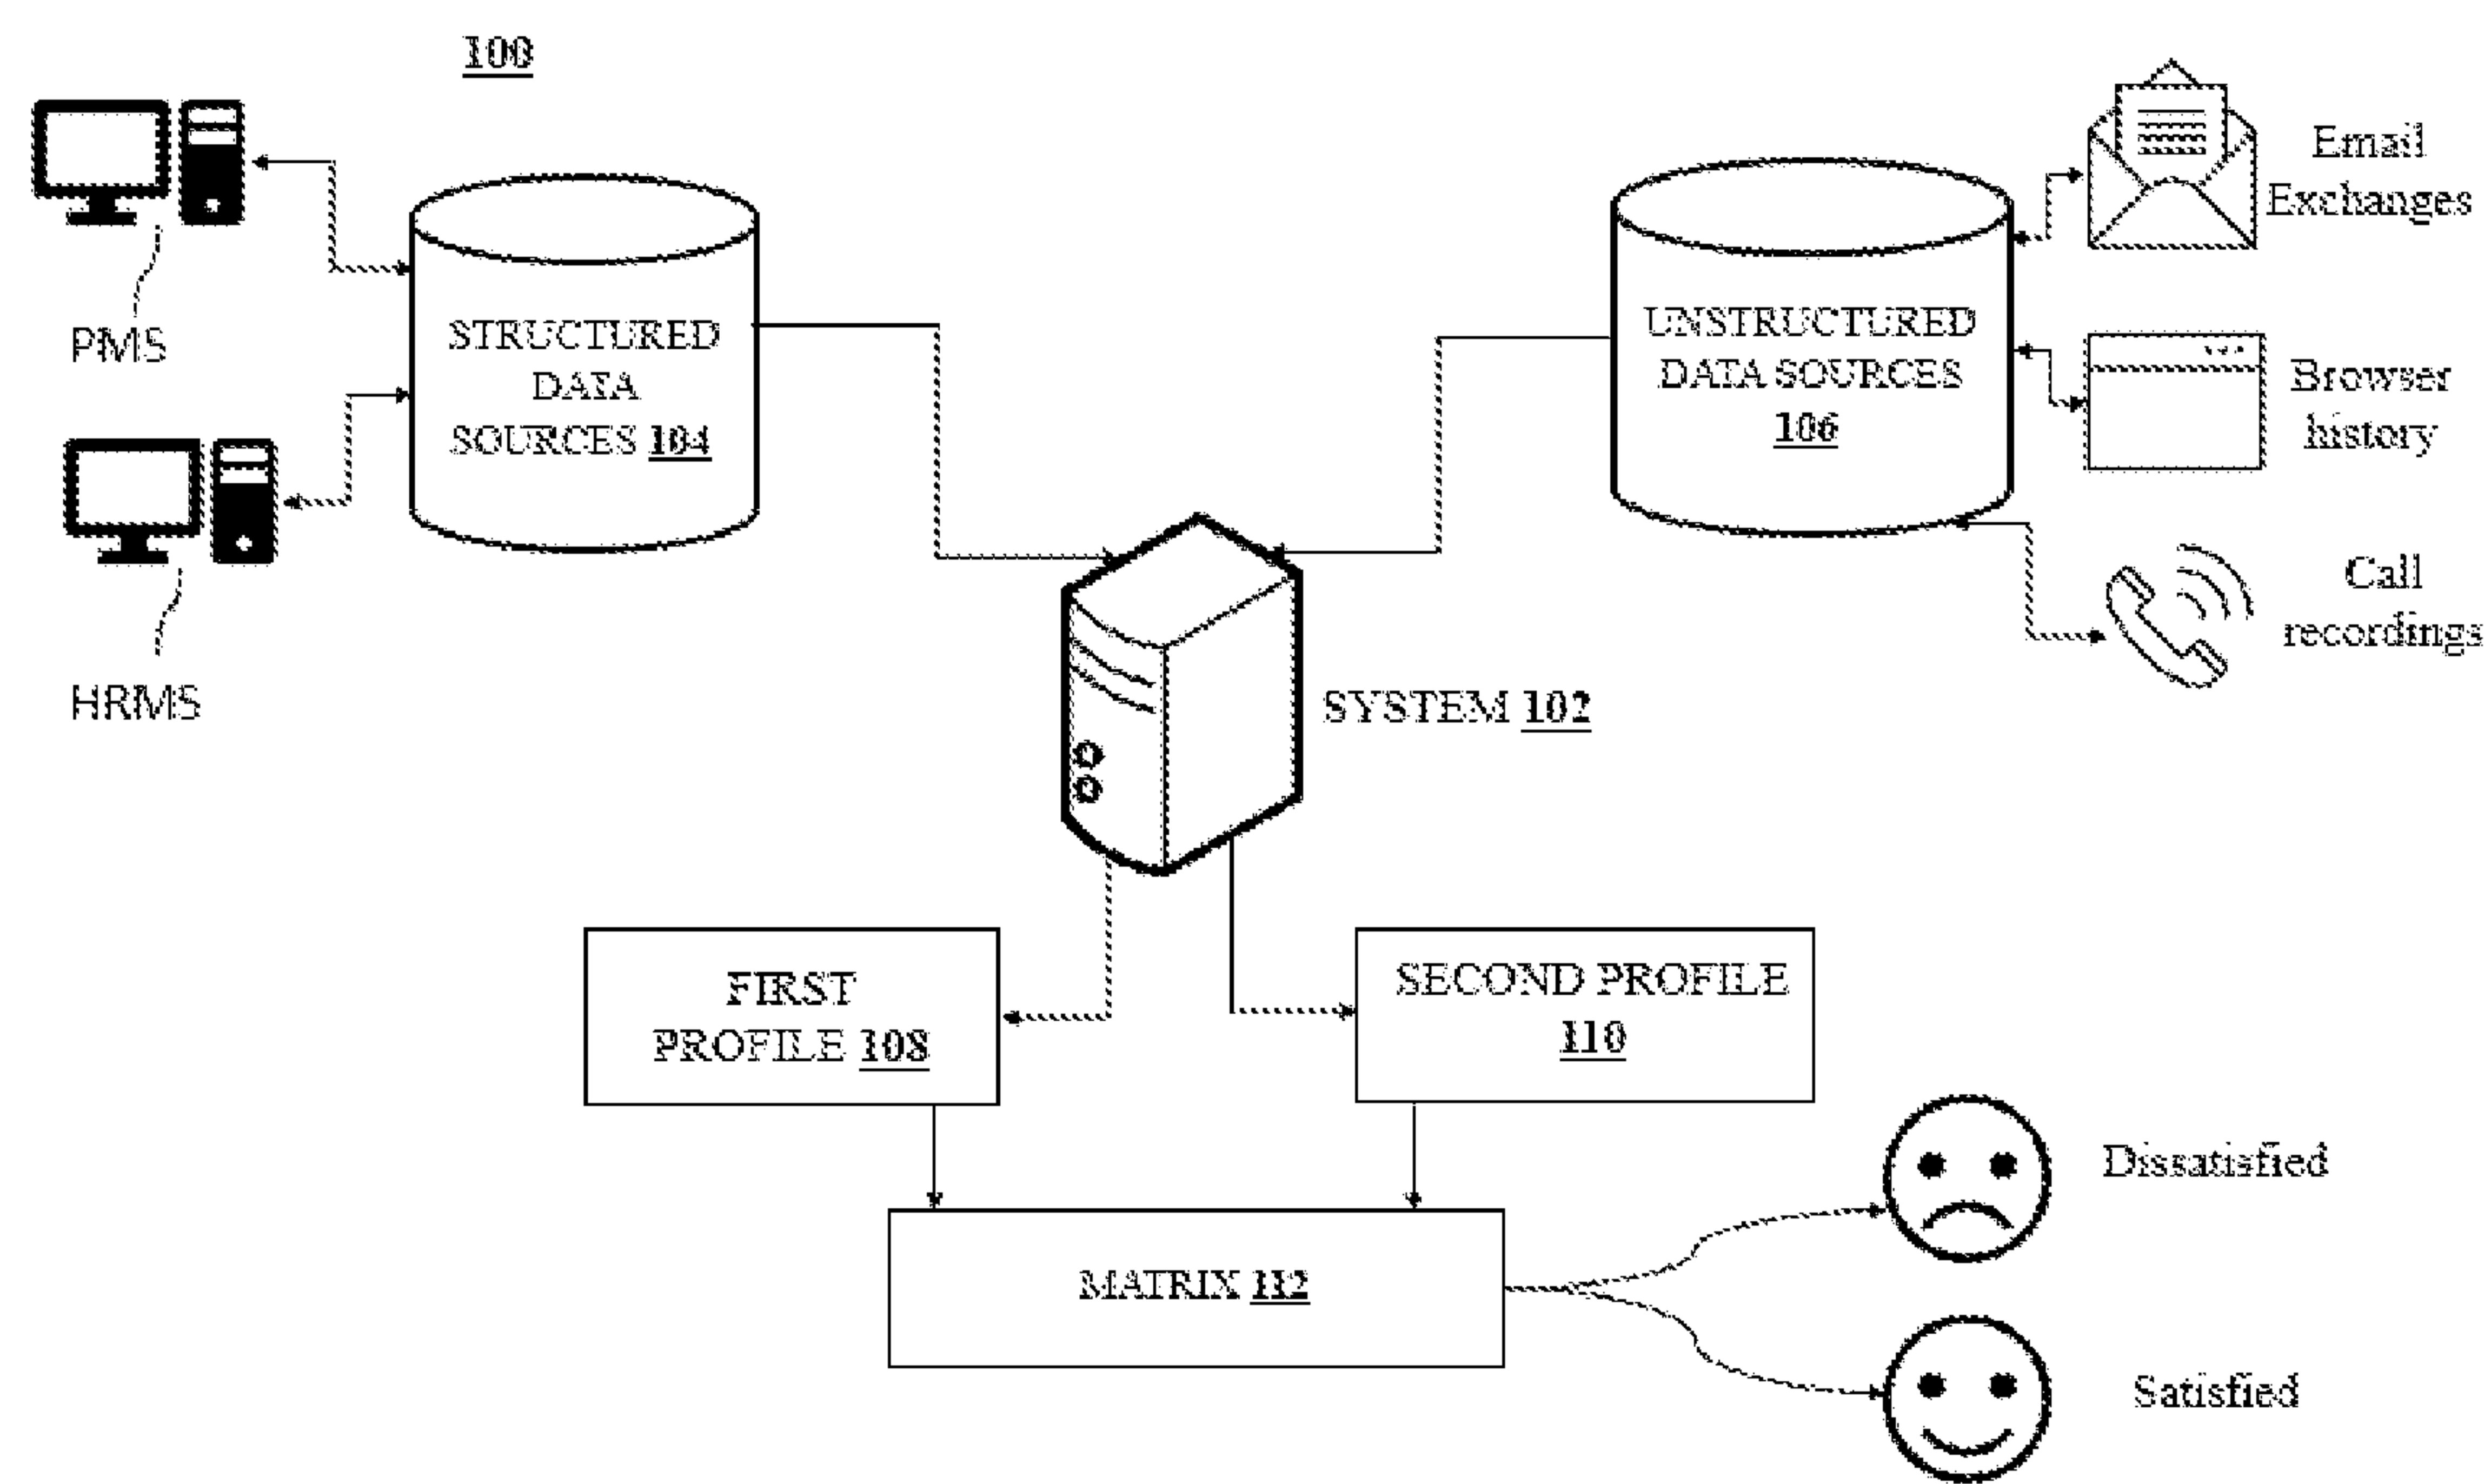 100
PMS
STRUCTURED
DATA
SOURCES 104
HRMS
UNSTRUCTURED
DATA SOURCES
106
Email
Exchanges
Browser
history
Call
recordings
SYSTEM 102
FIRST
PROFILE 108
SECOND PROFILE
110
MATRIX 112
Dissatisfied
Satisfied